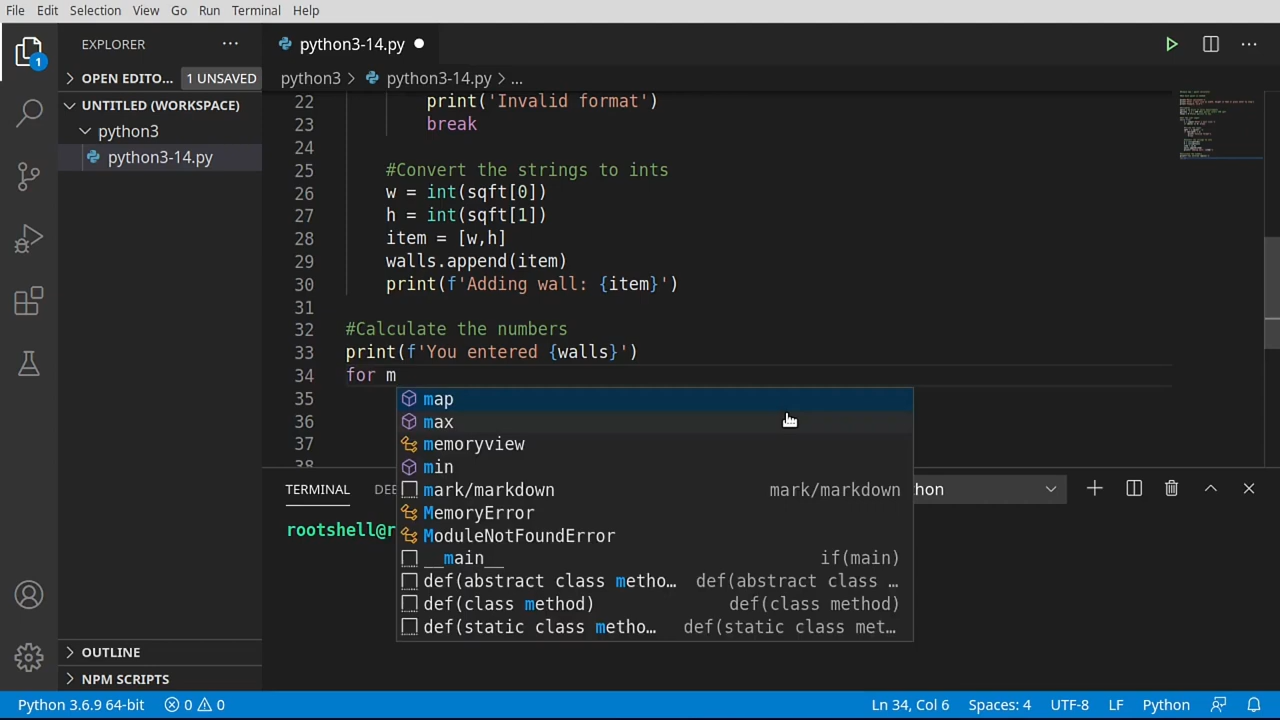 File Edit Selection View Go Run Terminal Help
EXPLORER ...
python3-14.py
1
OPEN EDITO... 1 UNSAVED
python3 > python3-14.py > ...
UNTITLED (WORKSPACE)
python3
python3-14.py
22 print('Invalid format')
23 break
24
25 #Convert the strings to ints
26 w = int(sqft[0])
27 h = int(sqft[1])
28 item = [w,h]
29 walls.append(item)
30 print(f'Adding wall: {item}')
31
32 #Calculate the numbers
33 print(f'You entered {walls}')
34 for m
35
36
37
38
map
max
memoryview
min
mark/markdown mark/markdown
MemoryError
ModuleNotFoundError
__main__ if(main)
def(abstract class metho... def(abstract class ...
def(class method) def(class method)
def(static class metho... def(static class met...
TERMINAL
rootshell@r
OUTLINE
NPM SCRIPTS
Python 3.6.9 64-bit 0 0 Ln 34, Col 6 Spaces: 4 UTF-8 LF Python